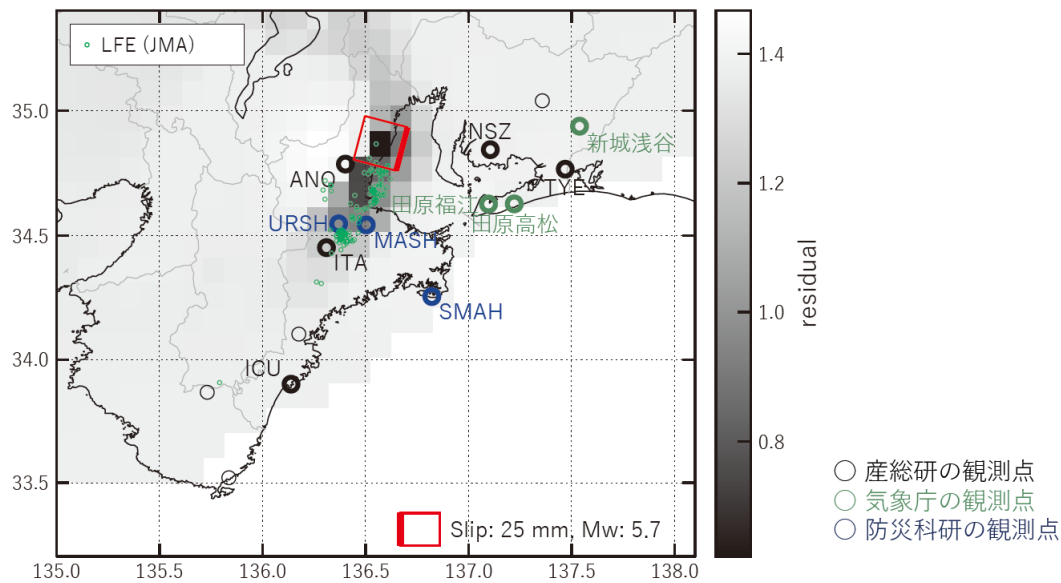 LFE (JMA)
35.0
34.5
34.0
33.5
135.0
135.5
136.0
136.5
137.0
137.5
138.0
NSZ
新城浅谷
ANO
TYE
田原福江
田原高松
URSH
MASH
ITA
SMAH
ICU
Slip: 25 mm, Mw: 5.7
1.4
1.2
1.0
0.8
residual
産総研の観測点
気象庁の観測点
防災科研の観測点